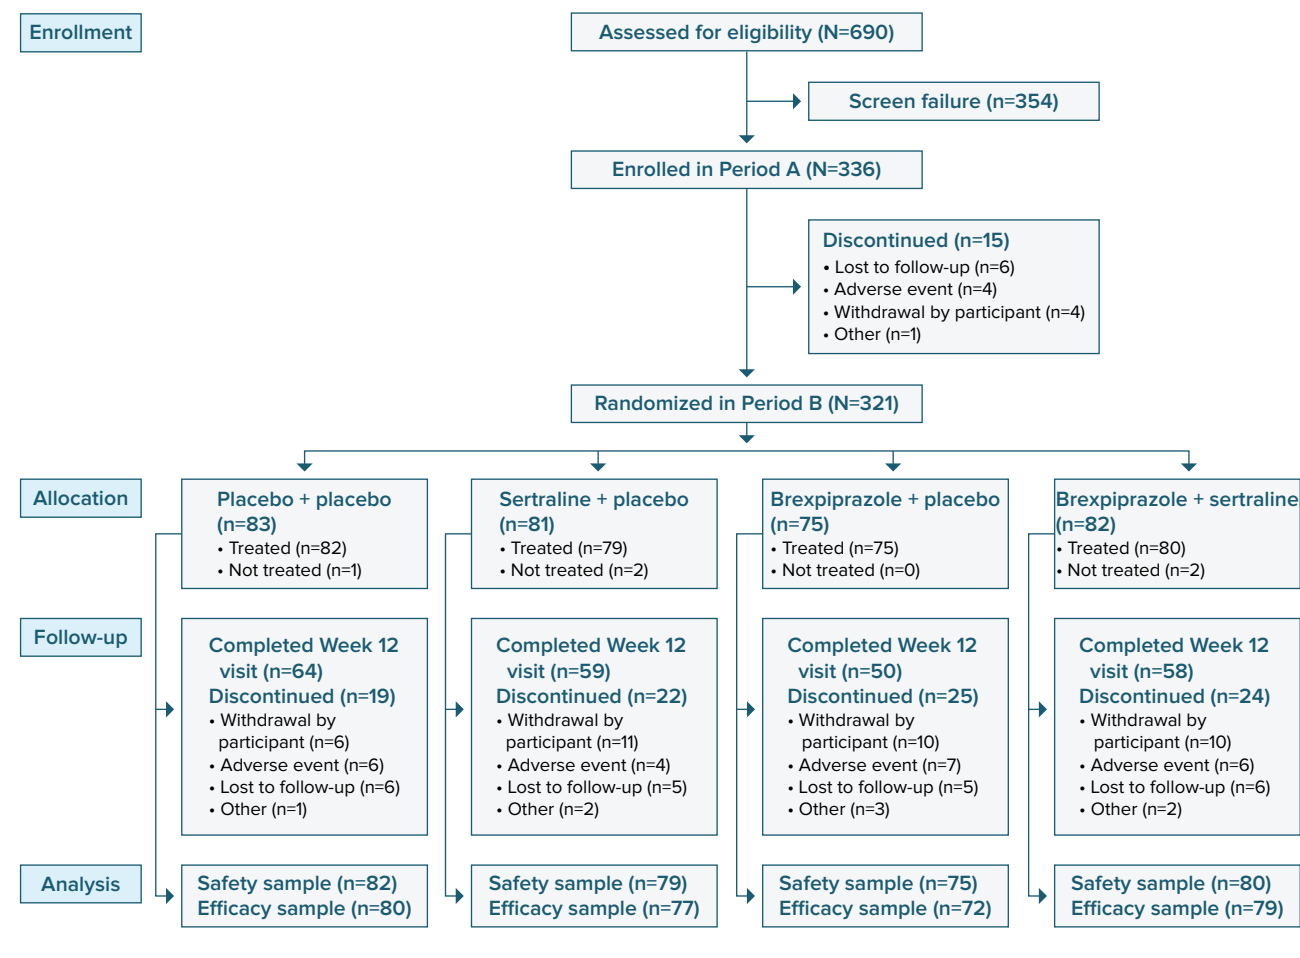 Enrollment
Assessed for eligibility (N=690)
Screen failure (n=354)
Enrolled in Period A (N=336)
Discontinued (n=15)
• Lost to follow-up (n=6)
• Adverse event (n=4)
• Withdrawal by participant (n=4)
• Other (n=1)
Randomized in Period B (N=321)
Allocation
Placebo + placebo
(n=83)
• Treated (n=82)
• Not treated (n=1)
Sertraline + placebo
(n=81)
• Treated (n=79)
• Not treated (n=2)
Brexpiprazole + placebo
(n=75)
• Treated (n=75)
• Not treated (n=0)
Brexpiprazole + sertraline
(n=82)
• Treated (n=80)
• Not treated (n=2)
Follow-up
Completed Week 12
visit (n=64)
Discontinued (n=19)
• Withdrawal by
participant (n=6)
• Adverse event (n=6)
• Lost to follow-up (n=6)
• Other (n=1)
Completed Week 12
visit (n=59)
Discontinued (n=22)
• Withdrawal by
participant (n=11)
• Adverse event (n=4)
• Lost to follow-up (n=5)
• Other (n=2)
Completed Week 12
visit (n=50)
Discontinued (n=25)
• Withdrawal by
participant (n=10)
• Adverse event (n=7)
• Lost to follow-up (n=5)
• Other (n=3)
Completed Week 12
visit (n=58)
Discontinued (n=24)
• Withdrawal by
participant (n=10)
• Adverse event (n=6)
• Lost to follow-up (n=6)
• Other (n=2)
Analysis
Safety sample (n=82)
Efficacy sample (n=80)
Safety sample (n=79)
Efficacy sample (n=77)
Safety sample (n=75)
Efficacy sample (n=72)
Safety sample (n=80)
Efficacy sample (n=79)